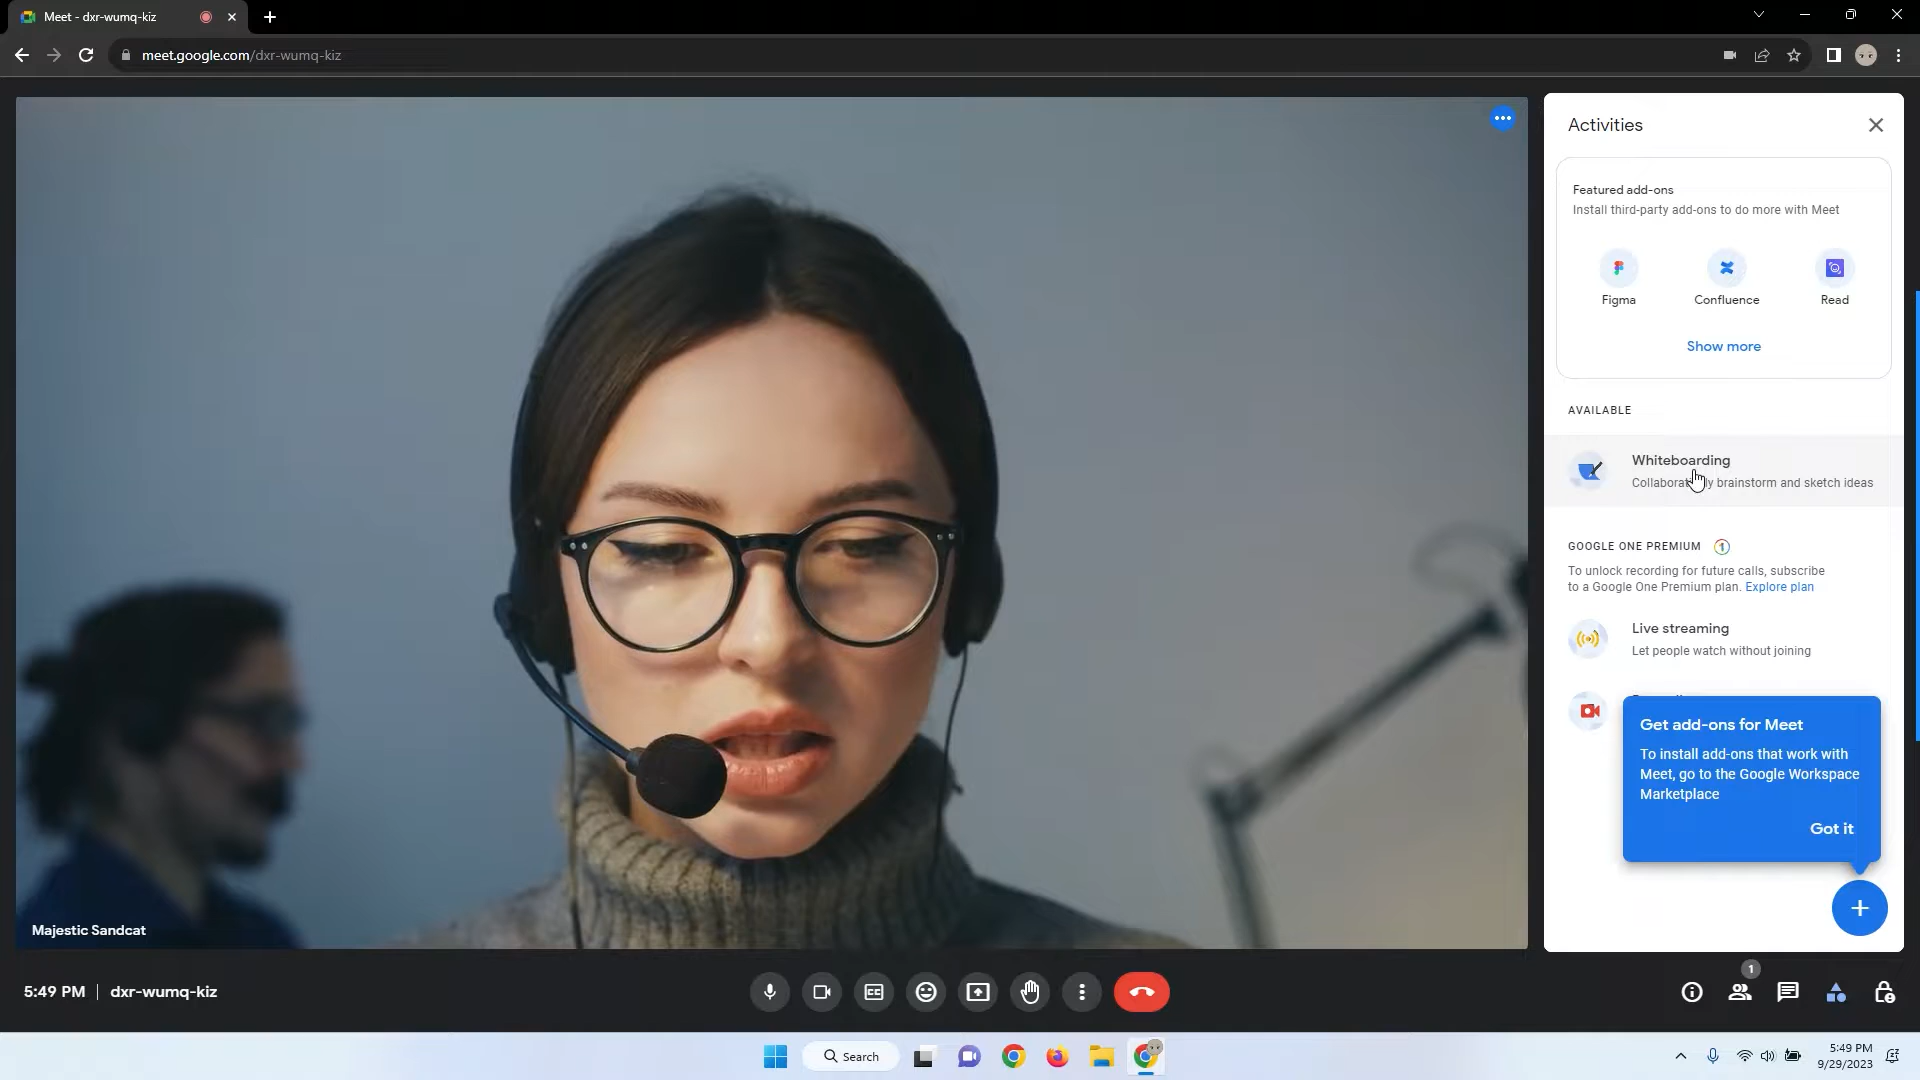 Meet - dxr-wumq-kiz
meet.google.com/dxr-wumq-kiz
Activities
Featured add-ons
Install third-party add-ons to do more with Meet
Figma
Confluence
Read
Show more
AVAILABLE
Whiteboarding
Collaboratively brainstorm and sketch ideas
GOOGLE ONE PREMIUM 1
To unlock recording for future calls, subscribe
to a Google One Premium plan. Explore plan
Live streaming
Let people watch without joining
Get add-ons for Meet
To install add-ons that work with
Meet, go to the Google Workspace
Marketplace
Got it
Majestic Sandcat
5:49 PM | dxr-wumq-kiz
CC
1
Search
5:49 PM
9/29/2023